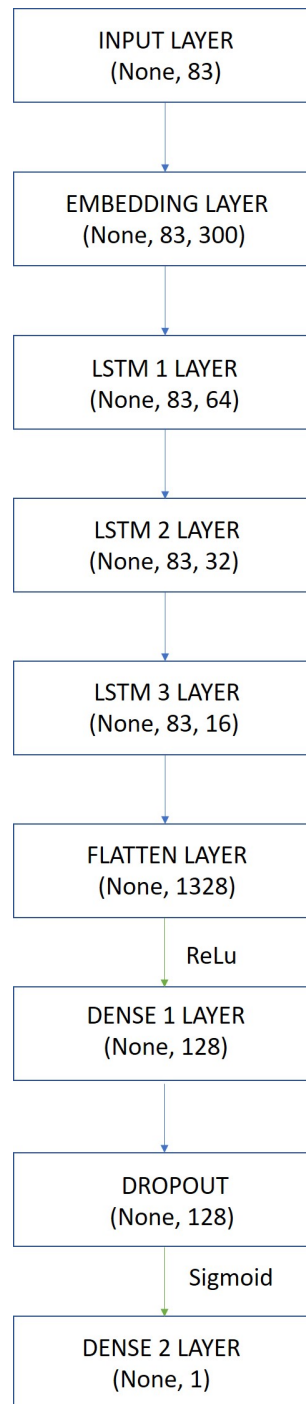 INPUT LAYER
(None, 83)
EMBEDDING LAYER
(None, 83, 300)
LSTM 1 LAYER
(None, 83, 64)
LSTM 2 LAYER
(None, 83, 32)
LSTM 3 LAYER
(None, 83, 16)
FLATTEN LAYER
(None, 1328)
ReLu
DENSE 1 LAYER
(None, 128)
DROPOUT
(None, 128)
Sigmoid
DENSE 2 LAYER
(None, 1)